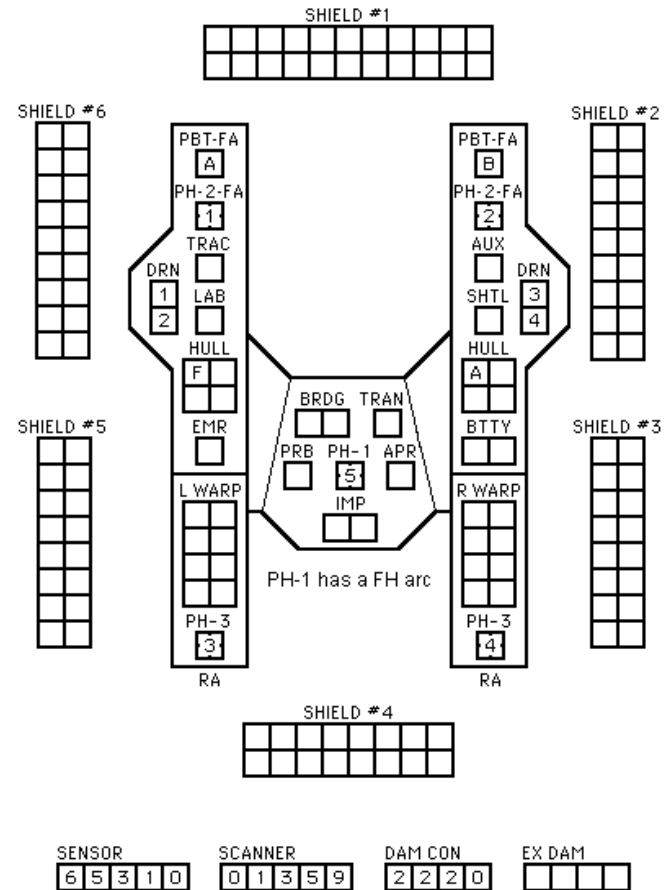 SHIELD #1
SHIELD #6
SHIELD #2
PBT-FA
PBT-FA
A
B
PH-2-FA
PH-2-FA
1
2
TRAC
AUX
DRN
DRN
1
2
3
4
LAB
SHTL
HULL
HULL
F
A
BRDG TRAN
SHIELD #5
EMR
BTTY
SHIELD #3
PRB PH-1 APR
5
L WARP
R WARP
IMP
PH-1 has a FH arc
PH-3
PH-3
3
4
RA
RA
SHIELD #4
SENSOR
SCANNER
DAM CON
EX DAM
6 5 3 1 0
0 1 3 5 9
2 2 2 0